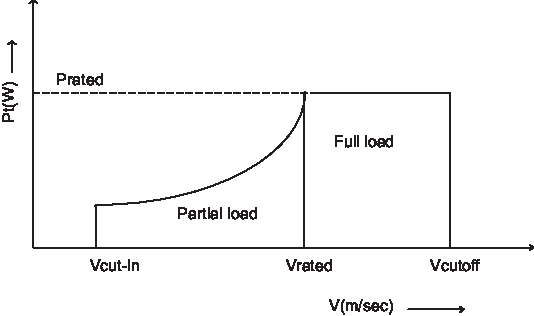 Pt(W)
Prated
Full load
Partial load
Vcut-In
Vrated
Vcutoff
V(m/sec)